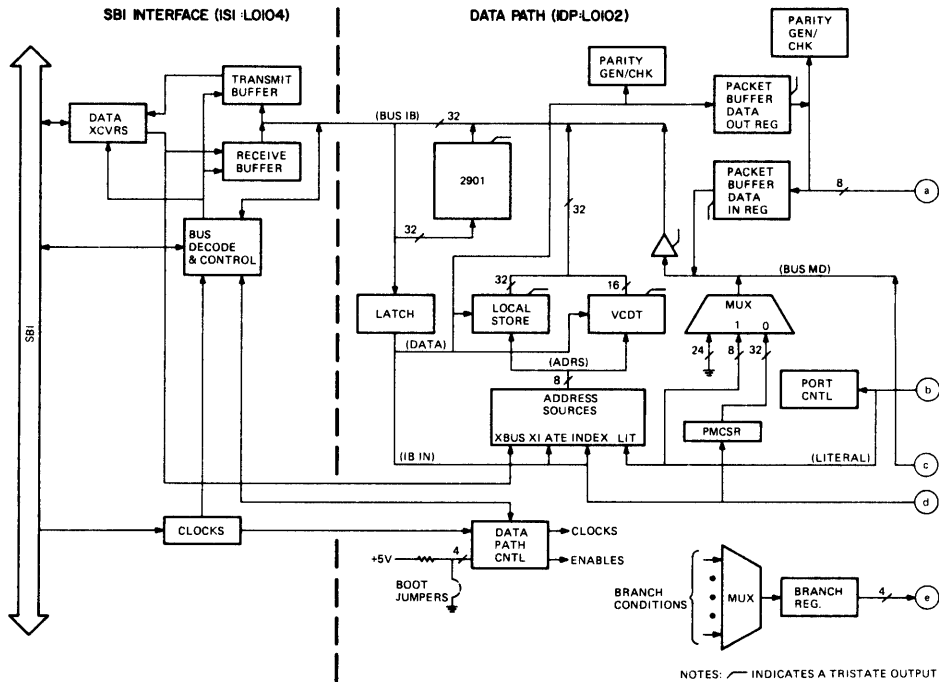 SBI INTERFACE (ISI :L0104)
DATA PATH (IDP:L0102)
PARITY
GEN/
CHK
PARITY
GEN/CHK
TRANSMIT
BUFFER
PACKET
BUFFER
DATA
OUT REG
DATA
XCVRS
(BUS IB)
32
32
RECEIVE
BUFFER
2901
PACKET
BUFFER
DATA
IN REG
8
a
32
32
BUS
DECODE
& CONTROL
(BUS MD)
32
16
LATCH
LOCAL
STORE
VCDT
MUX
1
0
SBI
(DATA)
24
8
32
(ADRS)
8
PORT
CNTL
b
ADDRESS
SOURCES
XBUS XI ATE INDEX LIT
PMCSR
(IB IN)
(LITERAL)
c
d
CLOCKS
DATA
PATH
CNTL
CLOCKS
+5V
4
ENABLES
BOOT
JUMPERS
BRANCH
CONDITIONS
MUX
BRANCH
REG.
4
e
NOTES: INDICATES A TRISTATE OUTPUT